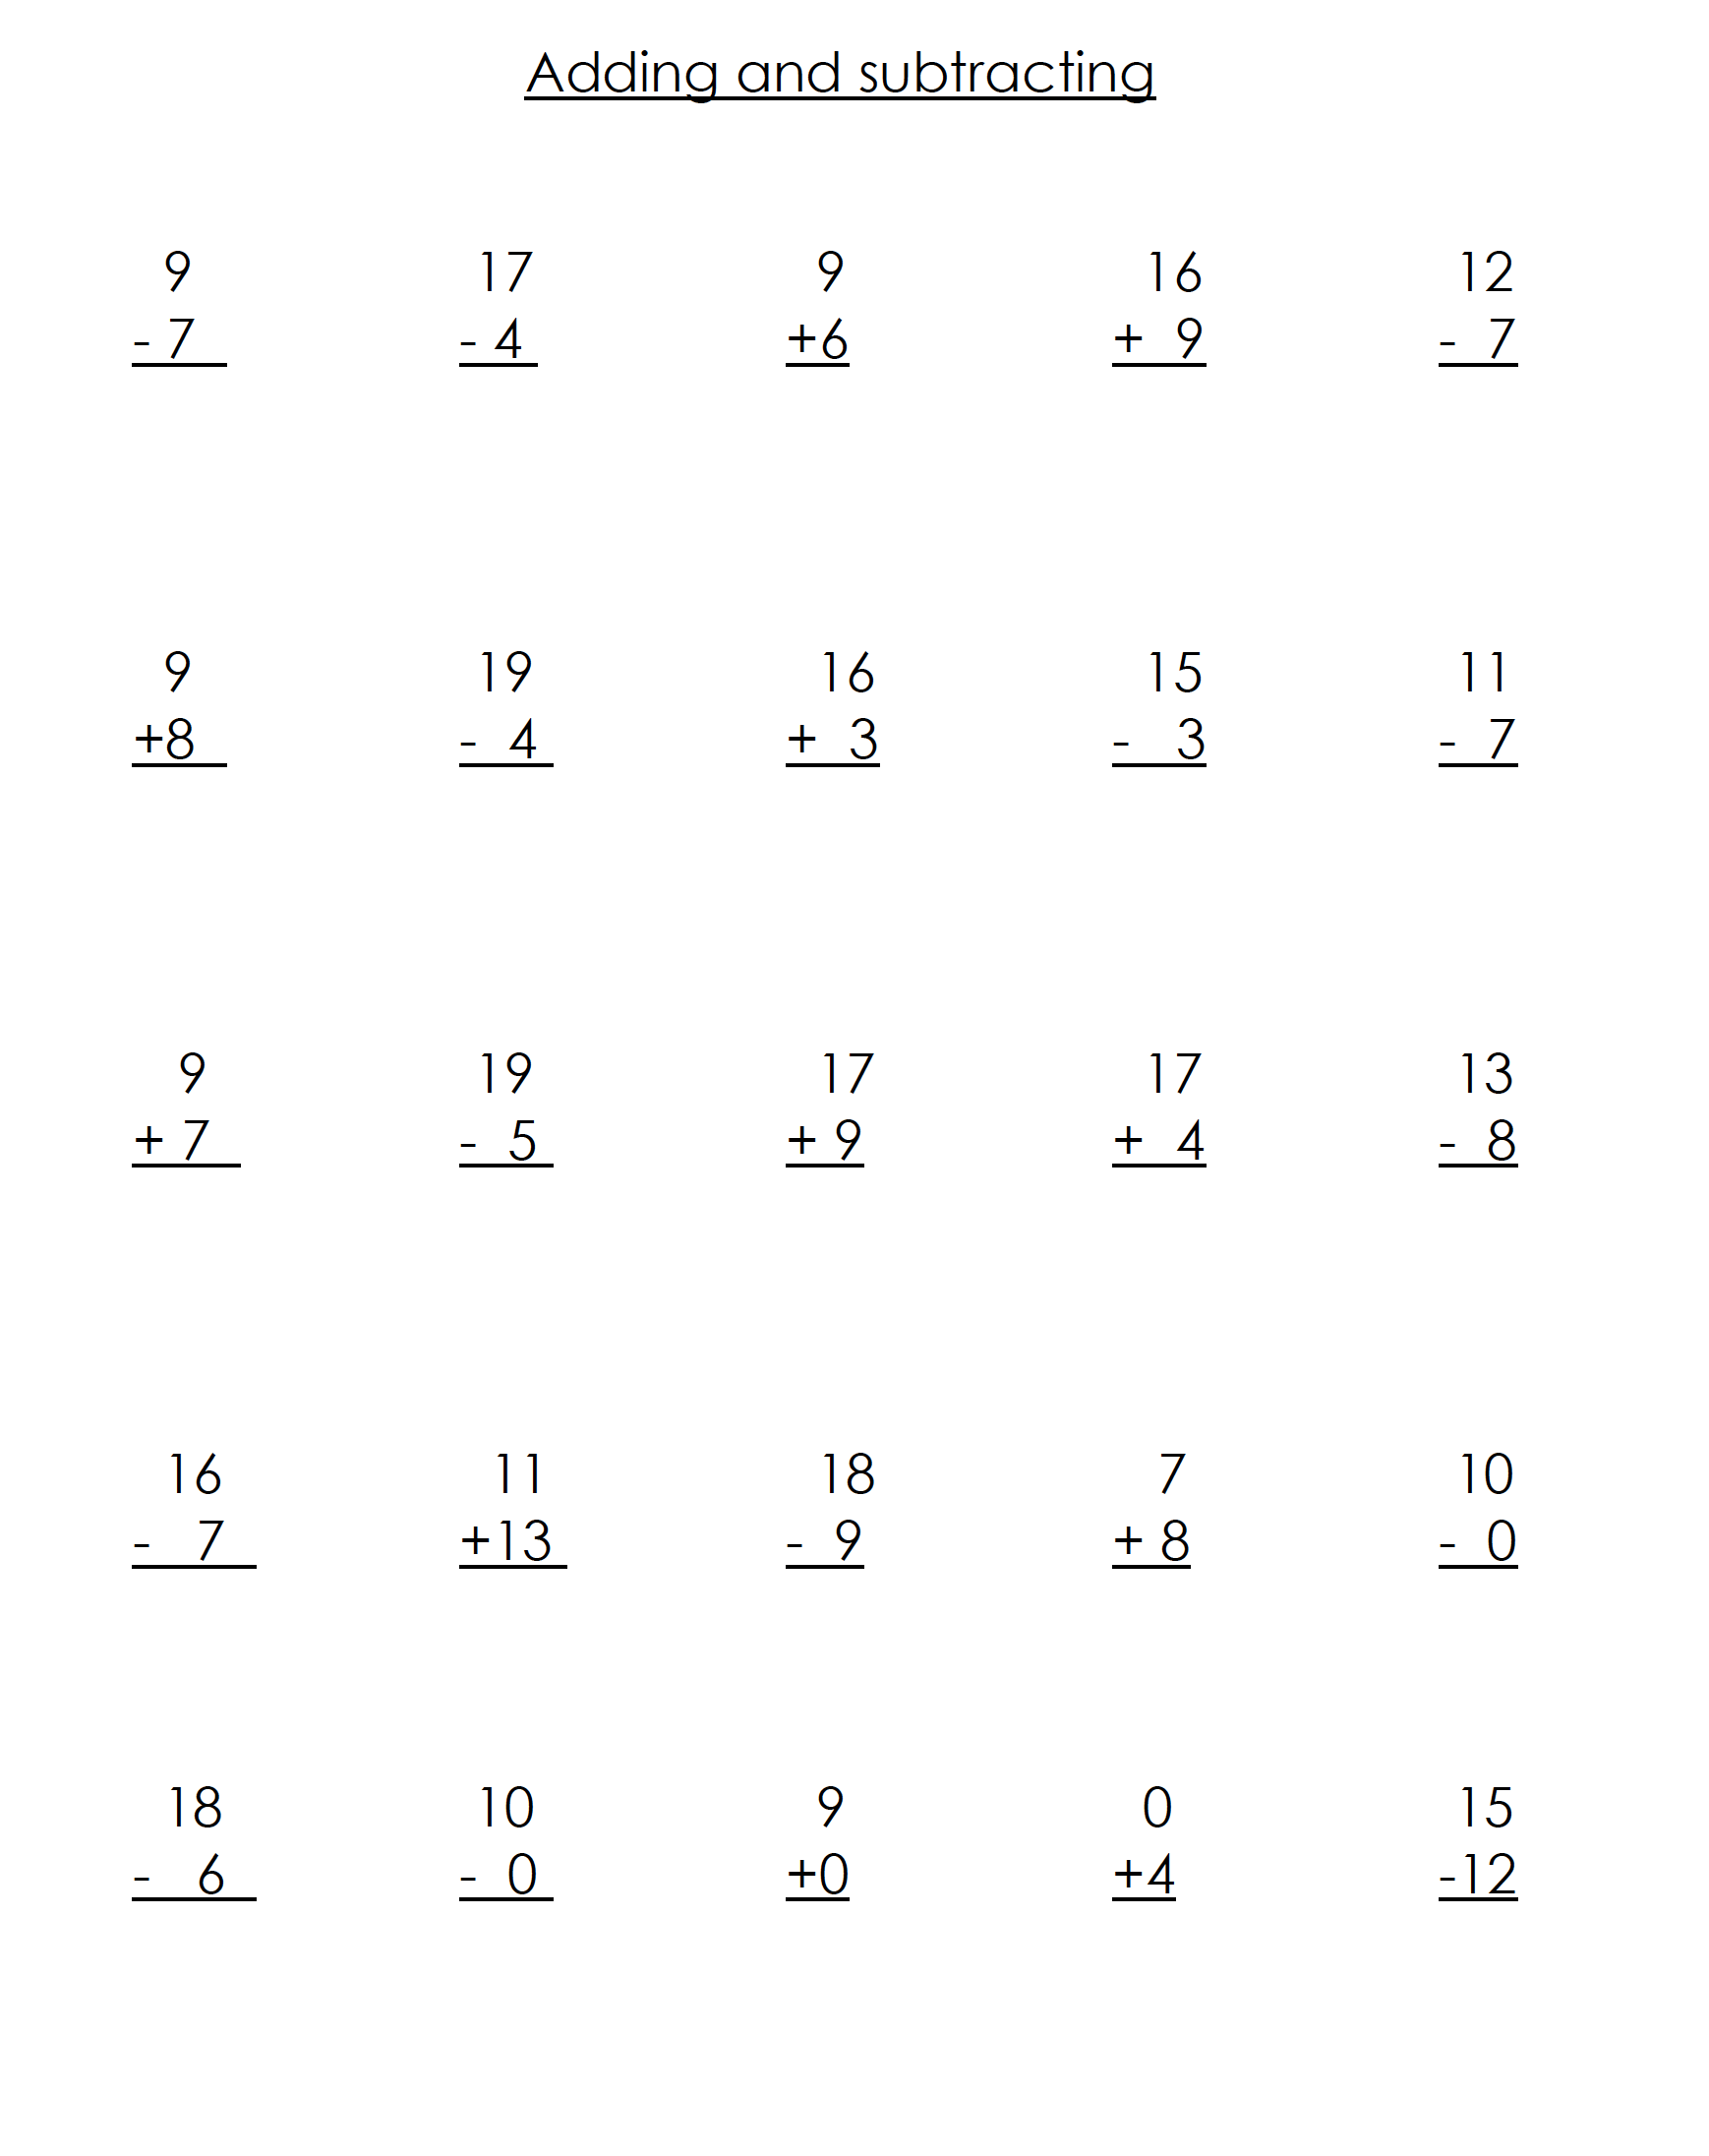 Adding and subtracting
9 17 9 16 12
- 7 - 4 +6 + 9 - 7
9 19 16 15 11
+8 - 4 + 3 - 3 - 7
9 19 17 17 13
+ 7 - 5 + 9 + 4 - 8
16 11 18 7 10
- 7 +13 - 9 + 8 - 0
18 10 9 0 15
- 6 - 0 +0 +4 -12